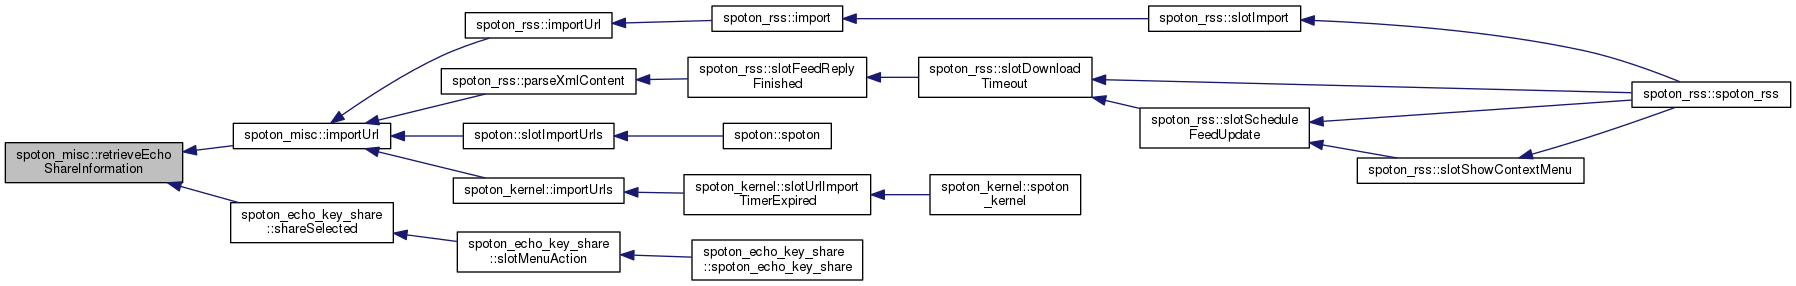 spoton_misc::retrieveEcho
ShareInformation
spoton_misc::importUrl
spoton_echo_key_share
::shareSelected
spoton_rss::importUrl
spoton_rss::parseXmlContent
spoton::slotImportUrls
spoton_kernel::importUrls
spoton_echo_key_share
::slotMenuAction
spoton_rss::import
spoton_rss::slotFeedReply
Finished
spoton::spoton
spoton_kernel::slotUrlImport
TimerExpired
spoton_echo_key_share
::spoton_echo_key_share
spoton_rss::slotDownload
Timeout
spoton_kernel::spoton
_kernel
spoton_rss::slotImport
spoton_rss::slotSchedule
FeedUpdate
spoton_rss::slotShowContextMenu
spoton_rss::spoton_rss